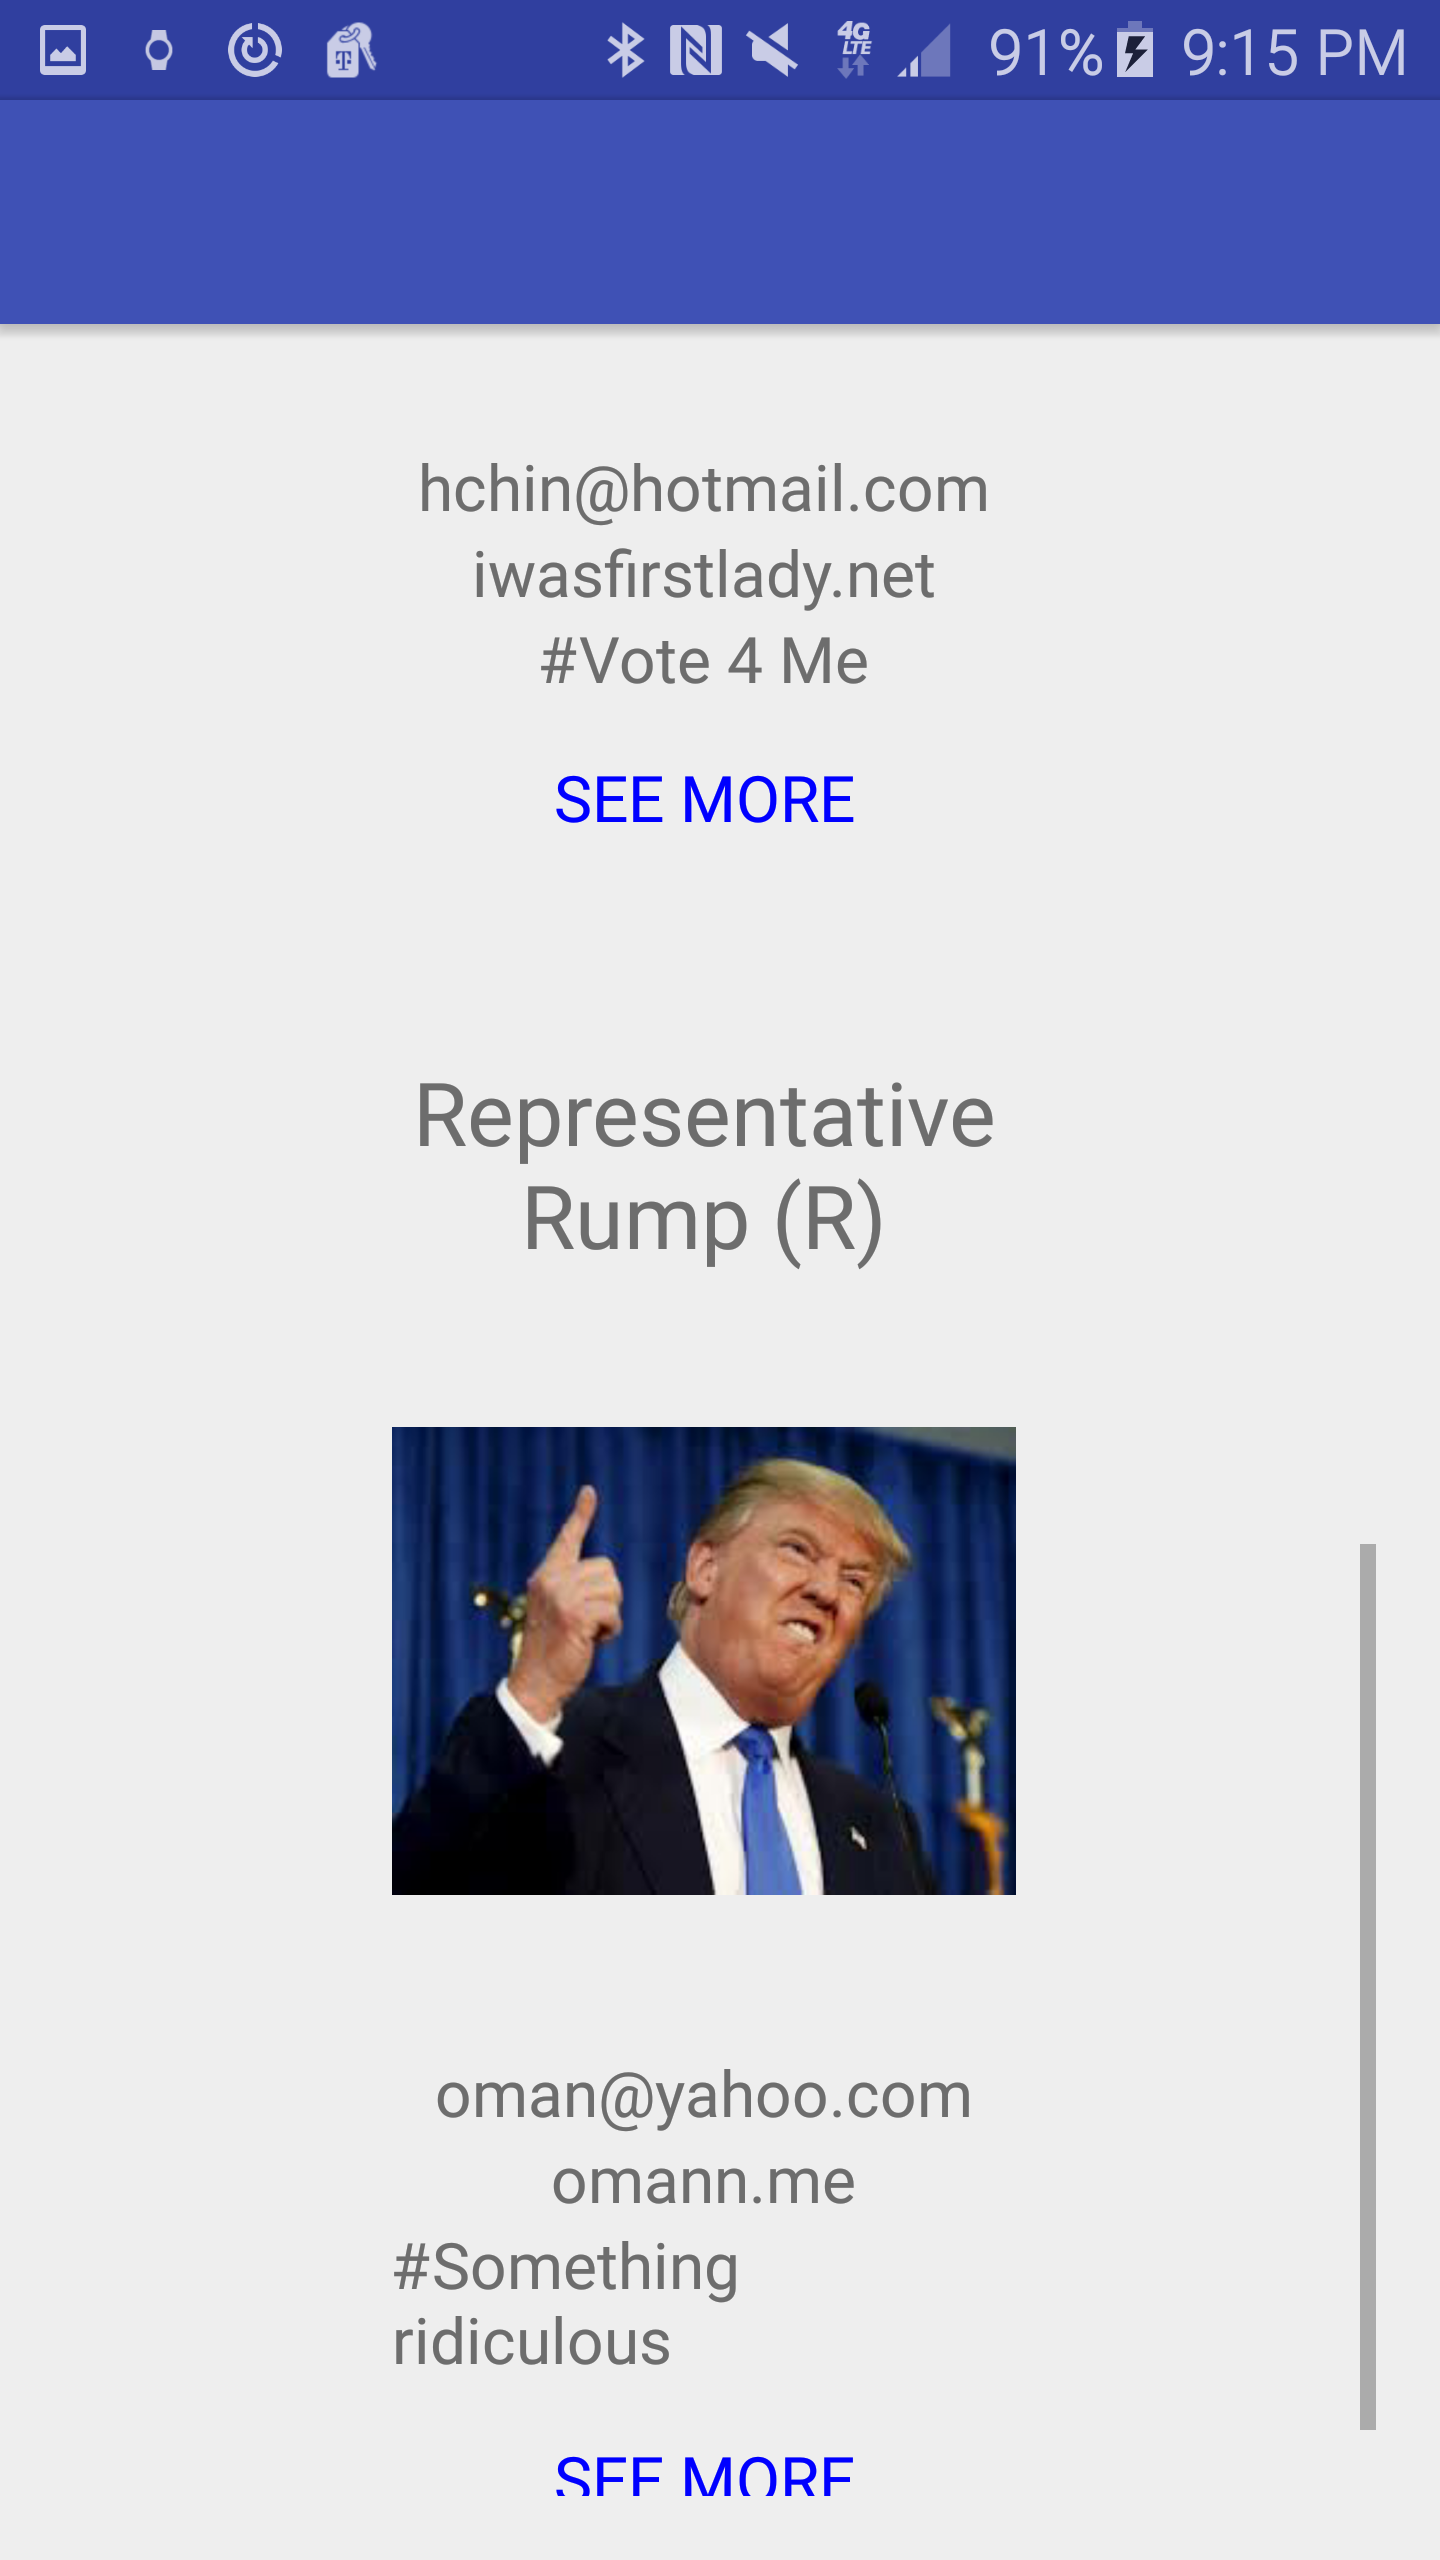 4G
LTE
91%
9:15 PM
T
hchin@hotmail.com
iwasfirstlady.net
#Vote 4 Me
SEE MORE
Representative
Rump (R)
oman@yahoo.com
omann.me
#Something
ridiculous
SEE MORE